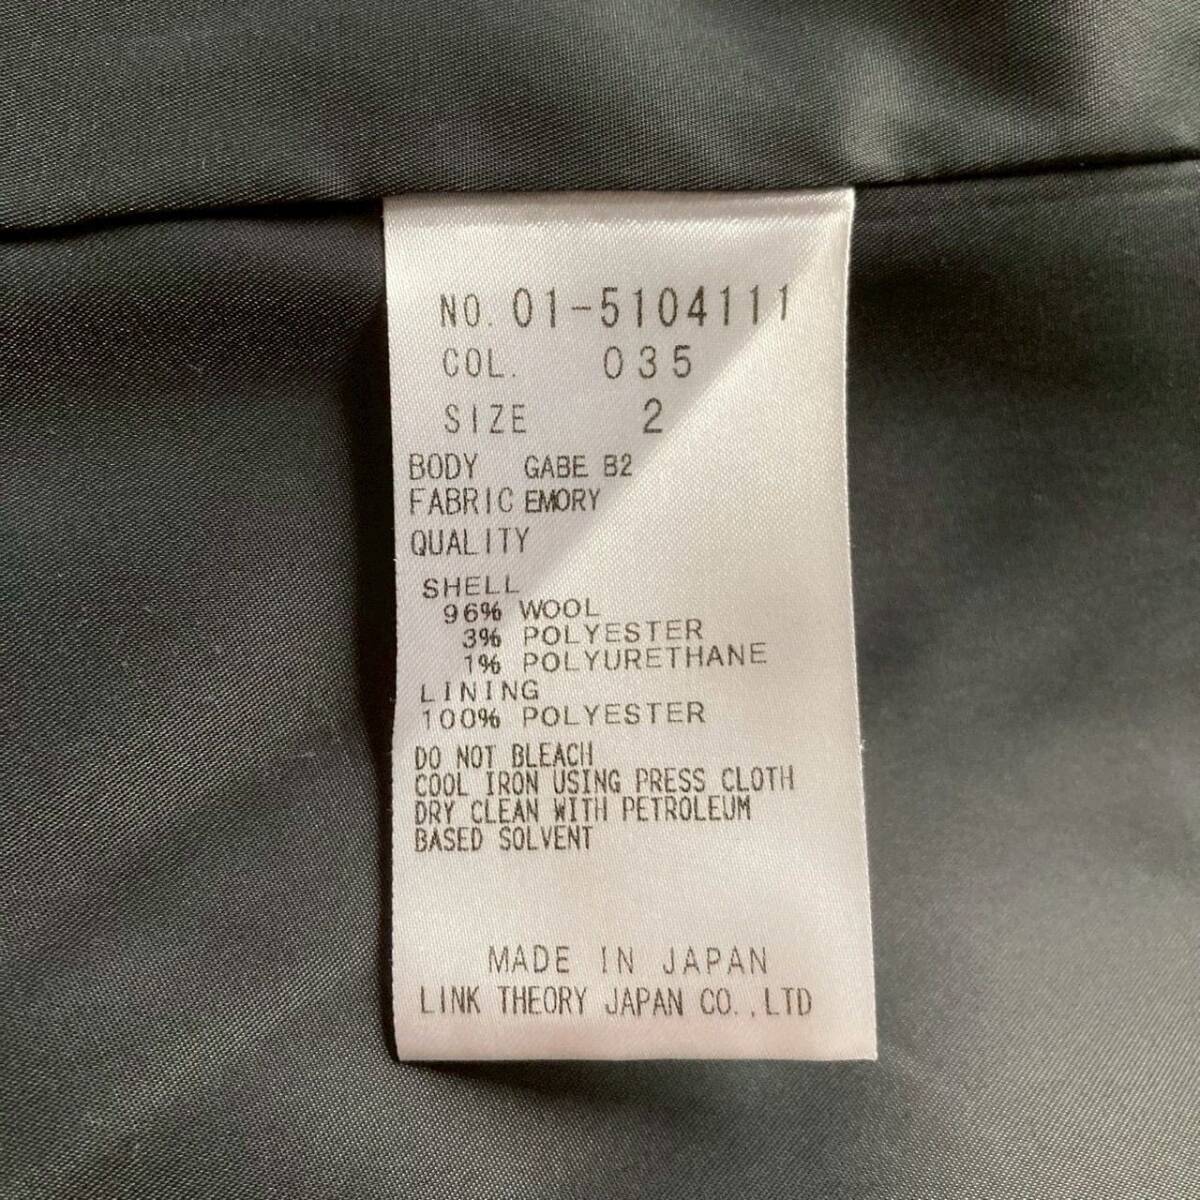 NO. 01-5104111
COL. 035
SIZE 2
BODY GABE B2
FABRIC EMORY
QUALITY
SHELL
96% WOOL
3% POLYESTER
1% POLYURETHANE
LINING
100% POLYESTER
DO NOT BLEACH
COOL IRON USING PRESS CLOTH
DRY CLEAN WITH PETROLEUM
BASED SOLVENT
MADE IN JAPAN
LINK THEORY JAPAN CO.,LTD